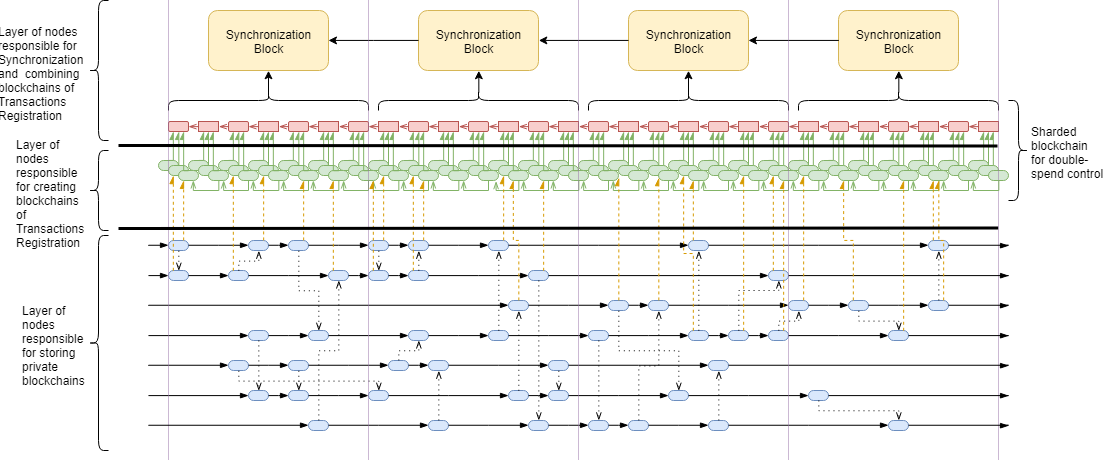 Layer of nodes
responsible for
Synchronization
and combining
blockchains of
Transactions
Registration
Synchronization
Block
Synchronization
Block
Synchronization
Block
Synchronization
Block
Layer of
nodes
responsible
for creating
blockchains
of
Transactions
Registration
Sharded
blockchain
for double-
spend control
Layer of
nodes
responsible
for storing
private
blockchains